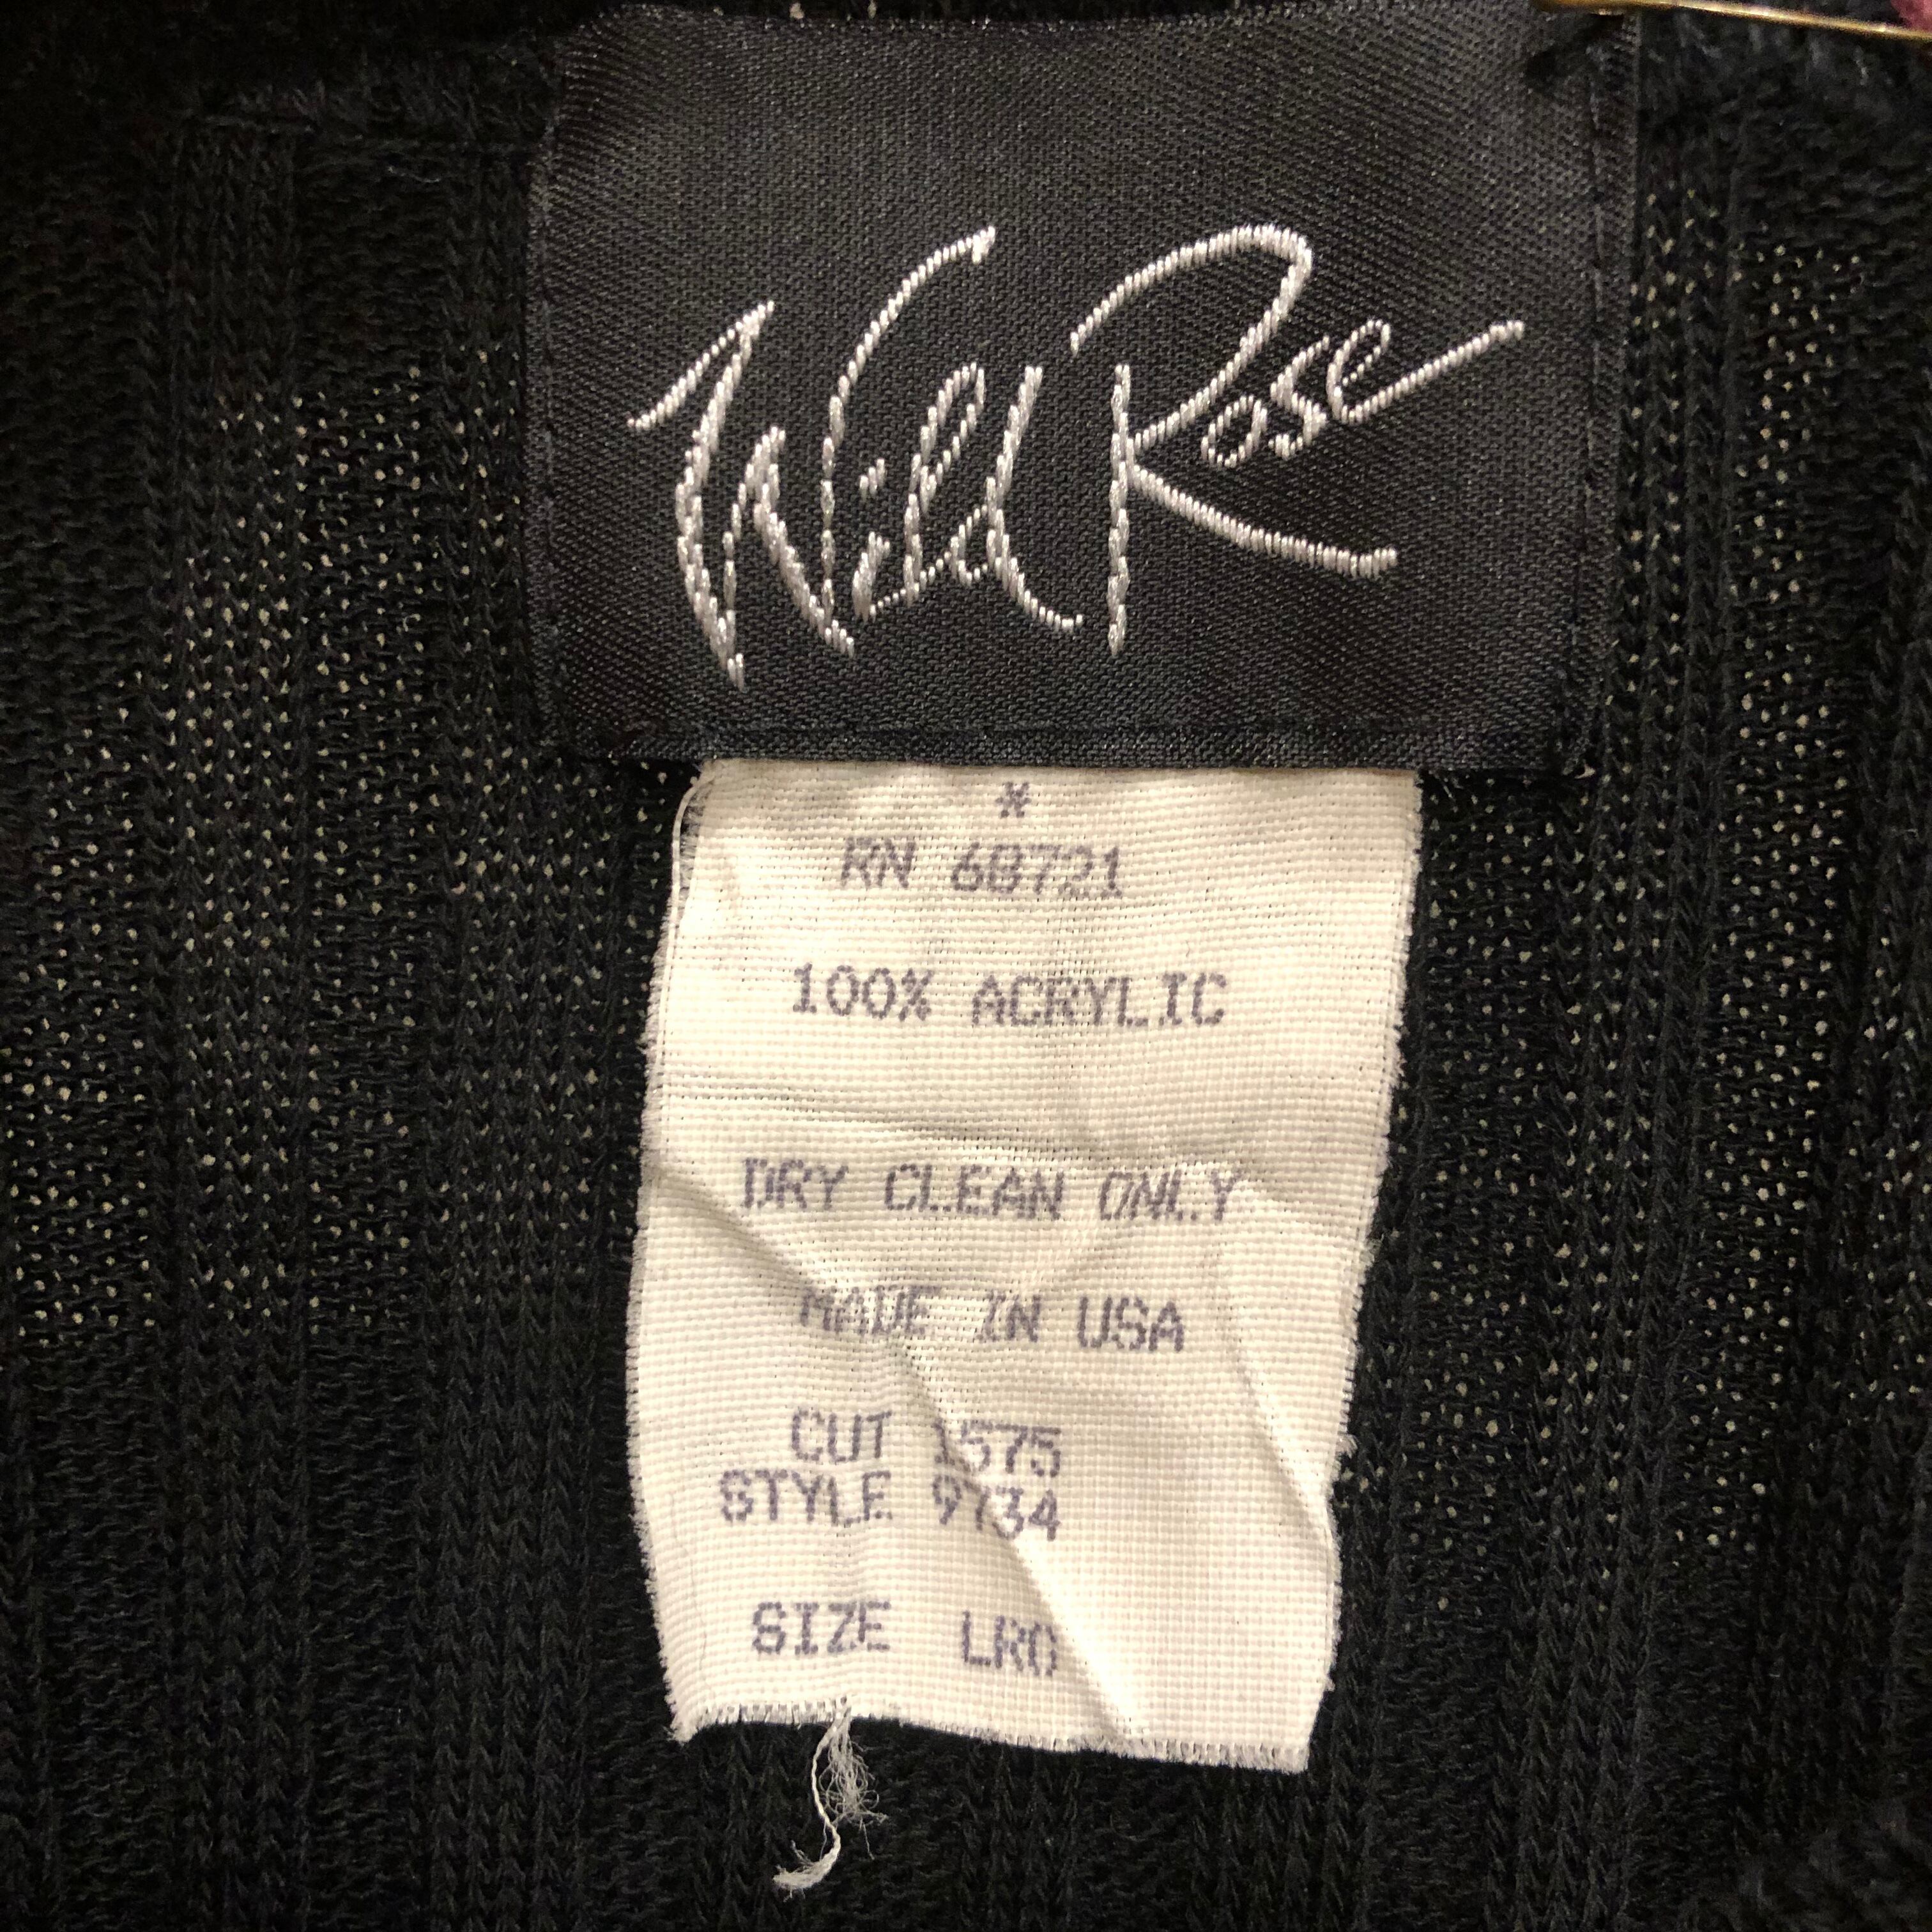 Wild Rose
*
RN 68721
100% ACRYLIC
DRY CLEAN ONLY
MADE IN USA
CUT 1575
STYLE 9734
SIZE LRG